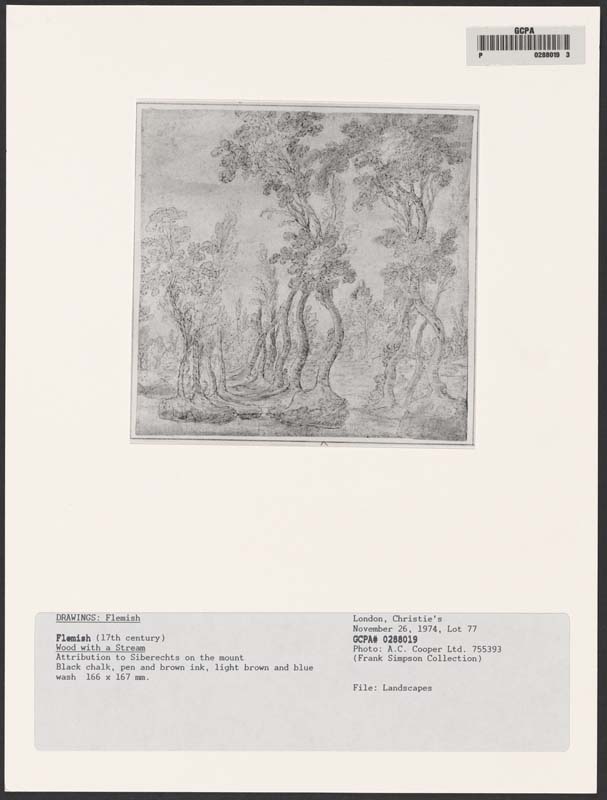 GCPA
P 0288019 3
DRAWINGS: Flemish
Flemish (17th century)
Wood with a Stream
Attribution to Siberechts on the mount
Black chalk, pen and brown ink, light brown and blue
wash 166 x 167 mm.
London, Christie's
November 26, 1974, Lot 77
GCPA# 0288019
Photo: A.C. Cooper Ltd. 755393
(Frank Simpson Collection)
File: Landscapes